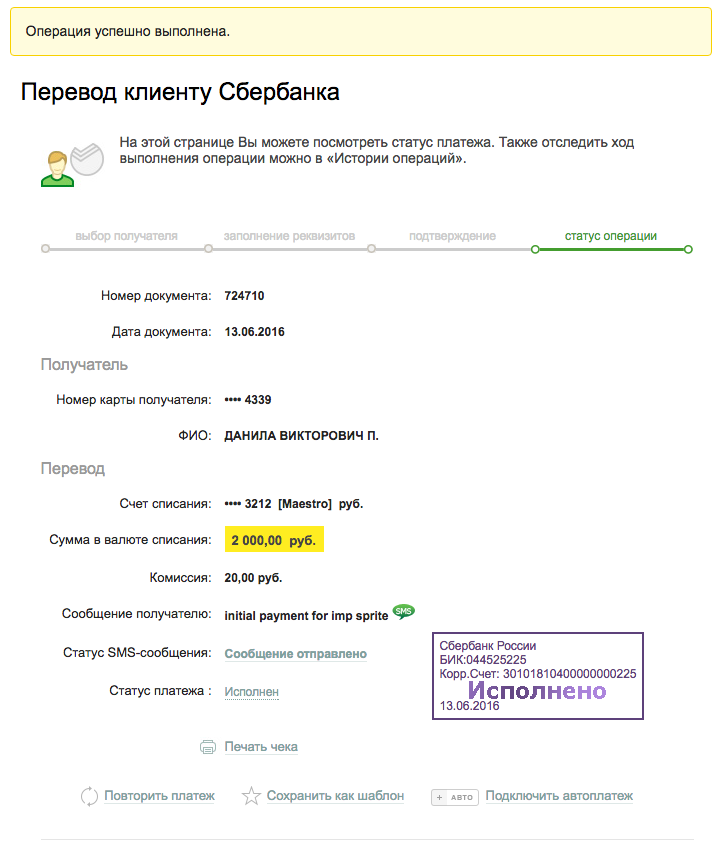 Операция успешно выполнена.
Перевод клиенту Сбербанка
На этой странице Вы можете посмотреть статус платежа. Также отследить ход
выполнения операции можно в «Истории операций».
выбор получателя заполнение реквизитов подтверждение статус операции
Номер документа: 724710
Дата документа: 13.06.2016
Получатель
Номер карты получателя: •••• 4339
ФИО: ДАНИЛА ВИКТОРОВИЧ П.
Перевод
Счет списания: •••• 3212 [Maestro] руб.
Сумма в валюте списания: 2 000,00 руб.
Комиссия: 20,00 руб.
Сообщение получателю: initial payment for imp sprite SMS
Статус SMS-сообщения: Сообщение отправлено
Статус платежа : Исполнен
Сбербанк России
БИК:044525225
Корр.Счет: 30101810400000000225
Исполнено
13.06.2016
Печать чека
Повторить платеж Сохранить как шаблон + АВТО Подключить автоплатеж